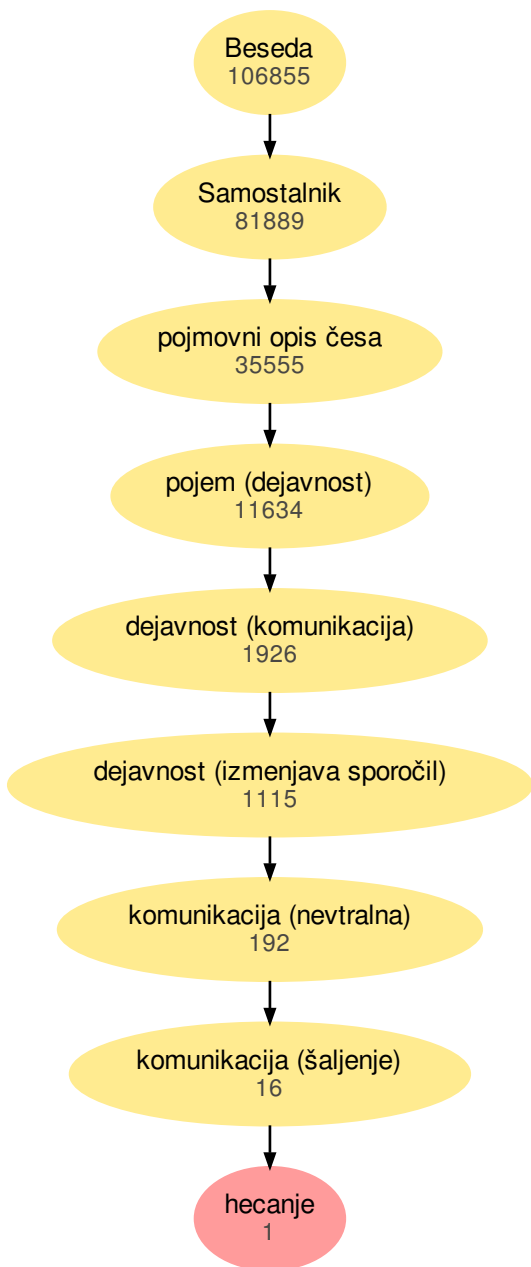 Beseda
106855
Samostalnik
81889
pojmovni opis česa
35555
pojem (dejavnost)
11634
dejavnost (komunikacija)
1926
dejavnost (izmenjava sporočil)
1115
komunikacija (nevtralna)
192
komunikacija (šaljenje)
16
hecanje
1